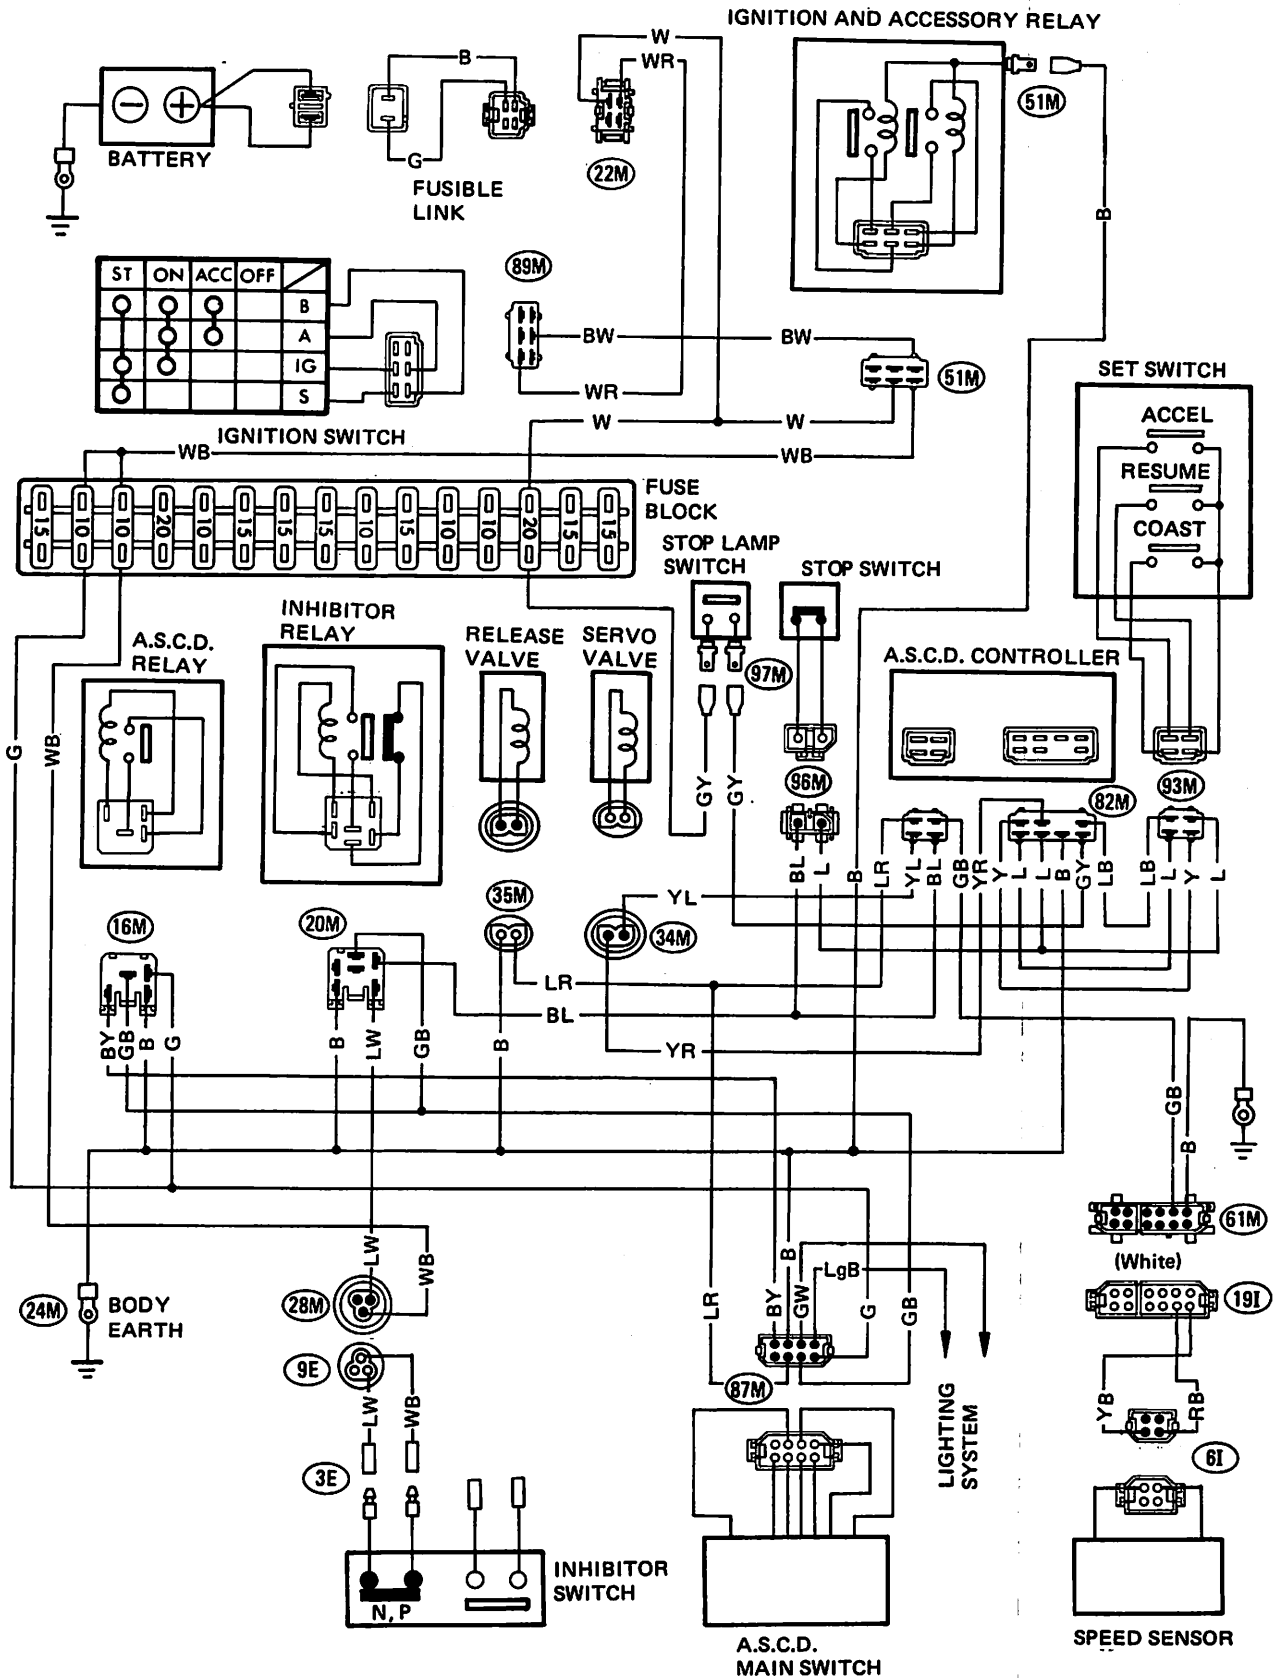 IGNITION AND ACCESSORY RELAY
W
WR
B
BATTERY
G
FUSIBLE
LINK
22M
51M
B
ST ON ACC OFF
B
A
IG
S
IGNITION SWITCH
89M
BW BW
WR
51M
W W
WB WB
SET SWITCH
ACCEL
RESUME
COAST
FUSE
BLOCK
15 10 10 20 10 15 15 15 10 15 10 10 20 15 15
STOP LAMP
SWITCH
STOP SWITCH
A.S.C.D.
RELAY
INHIBITOR
RELAY
RELEASE
VALVE
SERVO
VALVE
97M
A.S.C.D. CONTROLLER
G
WB
GY GY
96M
82M
93M
BL L B LR YL BL GB YR Y L L B GY LB LB L Y L
YL
16M
20M
35M
34M
LR
BL
YR
BY GB B G
B LW GB
B
GB
B
61M
(White)
19I
LW
WB
28M
24M
BODY
EARTH
LR
BY B GW LgB G GB
9E
LW WB
87M
LIGHTING
SYSTEM
YB RB
6I
3E
N, P
INHIBITOR
SWITCH
A.S.C.D.
MAIN SWITCH
SPEED SENSOR